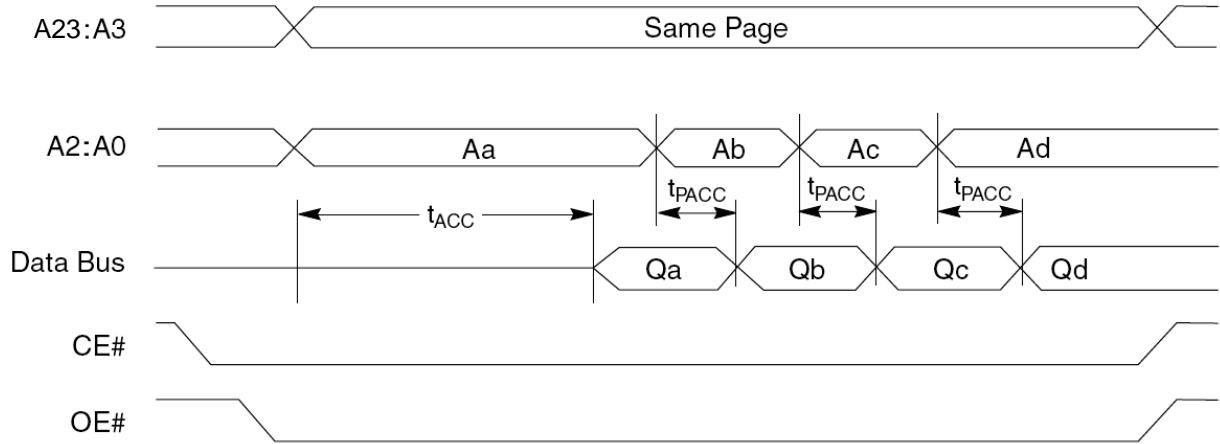 A23:A3 Same Page
A2:A0 Aa Ab Ac Ad
tPACC tPACC tPACC
tACC
Data Bus Qa Qb Qc Qd
CE#
OE#